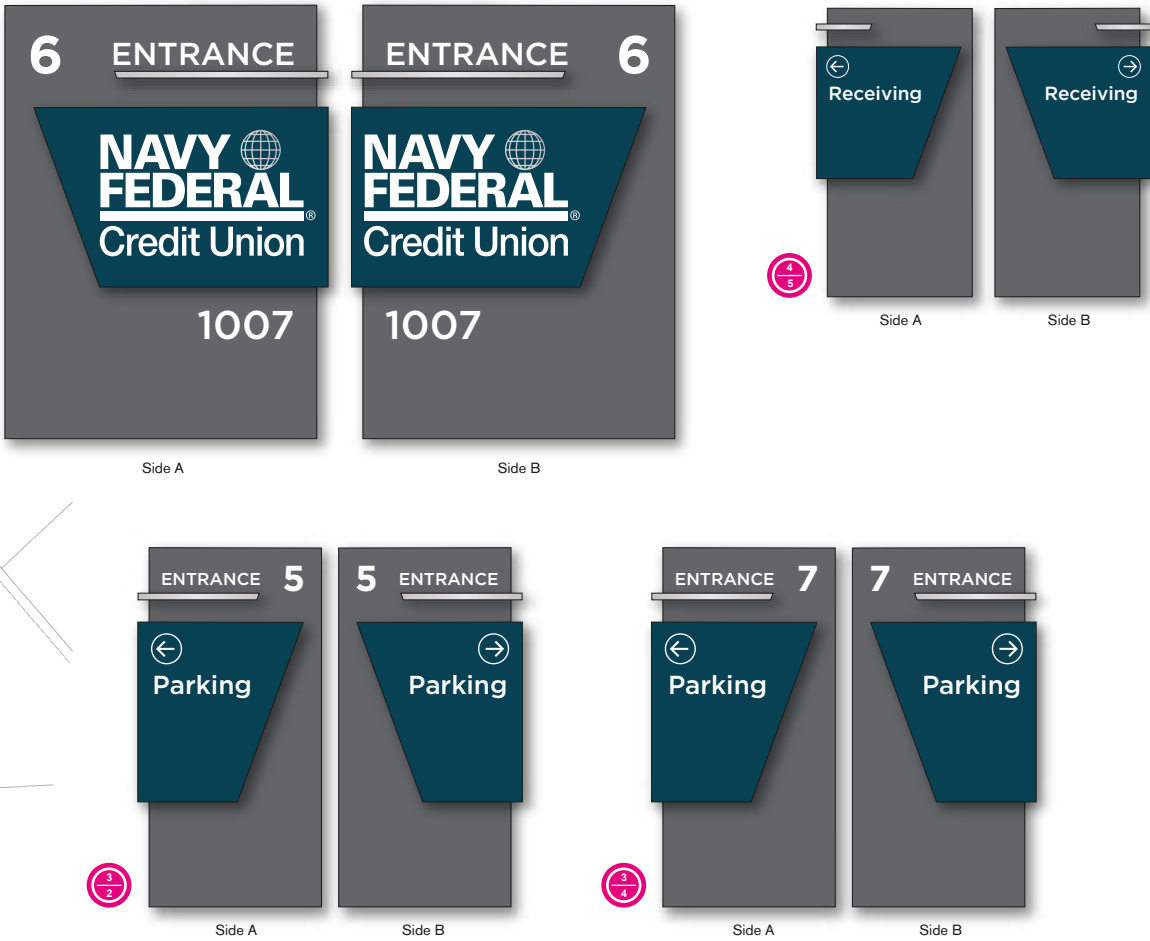 6 ENTRANCE
NAVY
FEDERAL
®
Credit Union
1007
Side A
ENTRANCE 6
NAVY
FEDERAL
®
Credit Union
1007
Side B
←
Receiving
4
5
Side A
→
Receiving
Side B
ENTRANCE 5
←
Parking
3
2
Side A
5 ENTRANCE
→
Parking
Side B
ENTRANCE 7
←
Parking
3
4
Side A
7 ENTRANCE
→
Parking
Side B